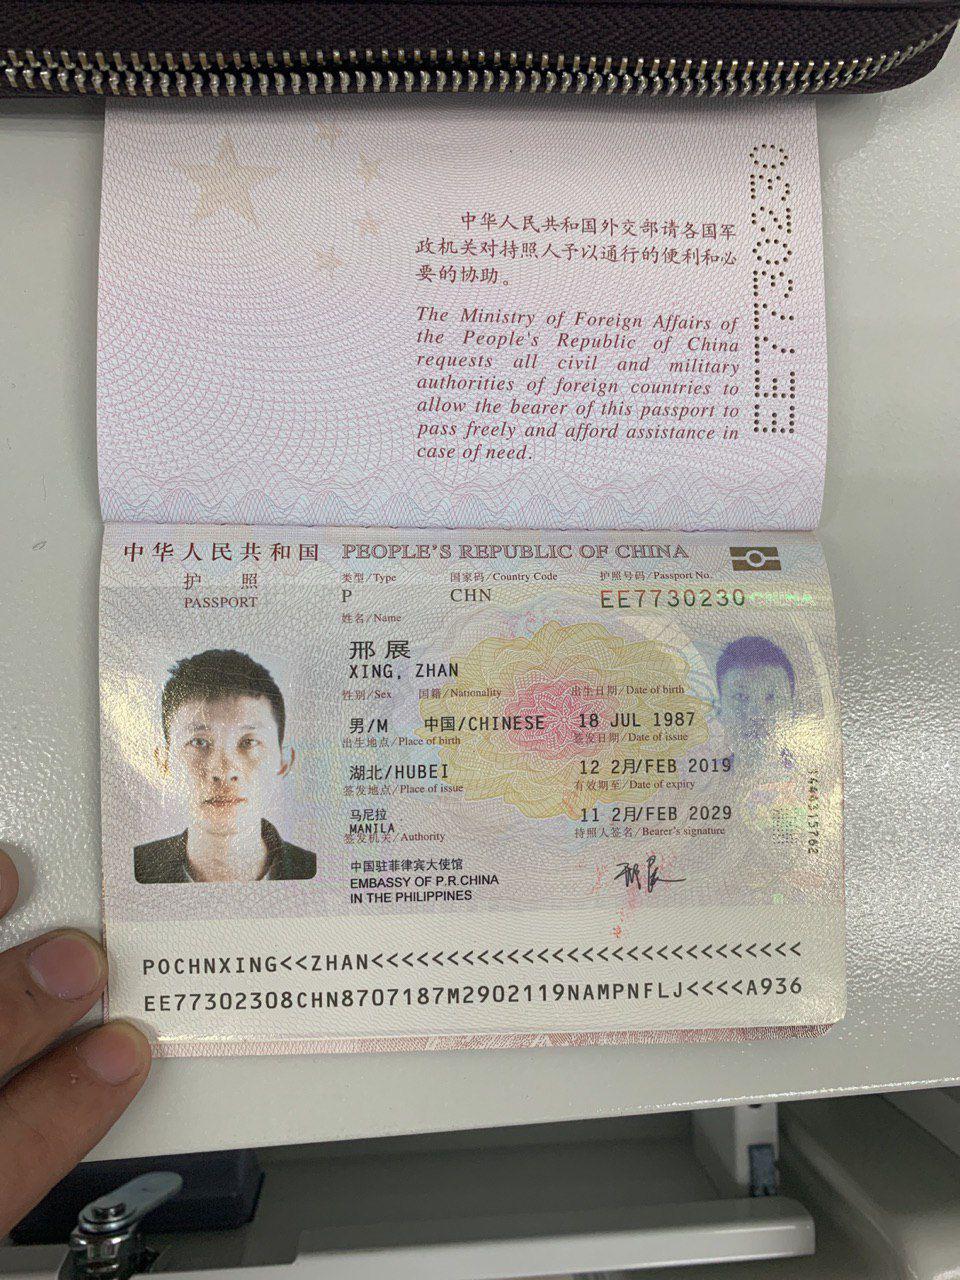 中华人民共和国外交部请各国军
政机关对持照人予以通行的便利和必
要的协助。
The Ministry of Foreign Affairs of
the People's Republic of China
requests all civil and military
authorities of foreign countries to
allow the bearer of this passport to
pass freely and afford assistance in
case of need.
EE7730230
中华人民共和国 PEOPLE'S REPUBLIC OF CHINA
护 照
PASSPORT
类型/Type 国家码/Country Code 护照号码/Passport No.
P CHN EE7730230 CHINA
姓名/Name
邢展
XING, ZHAN
性别/Sex 国籍/Nationality 出生日期/Date of birth
男/M 中国/CHINESE 18 JUL 1987
出生地点/Place of birth 签发日期/Date of issue
湖北/HUBEI 12 2月/FEB 2019
签发地点/Place of issue 有效期至/Date of expiry
马尼拉 11 2月/FEB 2029
MANILA
签发机关/Authority 持照人签名/Bearer's signature
中国驻菲律宾大使馆 邢展
EMBASSY OF P.R.CHINA
IN THE PHILIPPINES
POCHNXING<<ZHAN<<<<<<<<<<<<<<<<<<<<<<<<<<<<<
EE77302308CHN8707187M2902119NAMPNFLJ<<<<A936